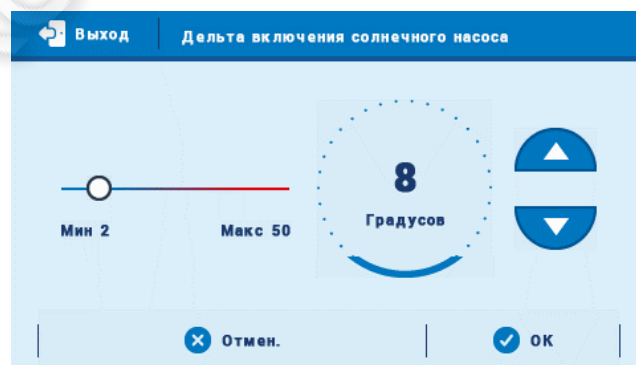 Выход
Дельта включения солнечного насоса
8
Градусов
Мин 2
Макс 50
Отмен.
OK